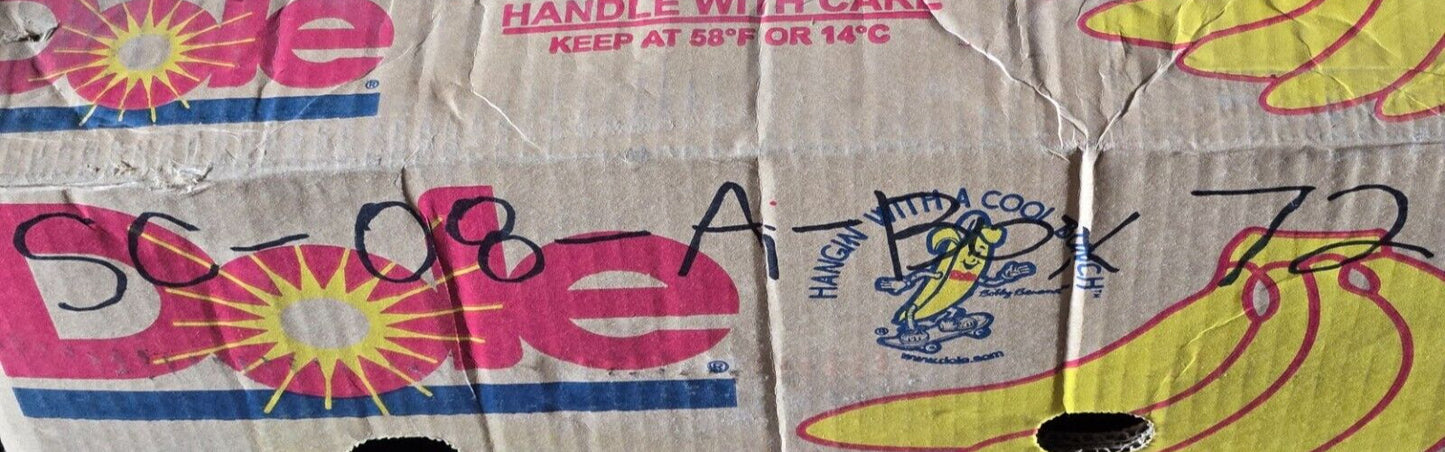 Dole®
HANDLE WITH CARE
KEEP AT 58°F OR 14°C
SC-08-A-Box 72
Dole®
HANGIN' WITH A COOL BUNCH™
Bobby Banana
®
www.dole.com